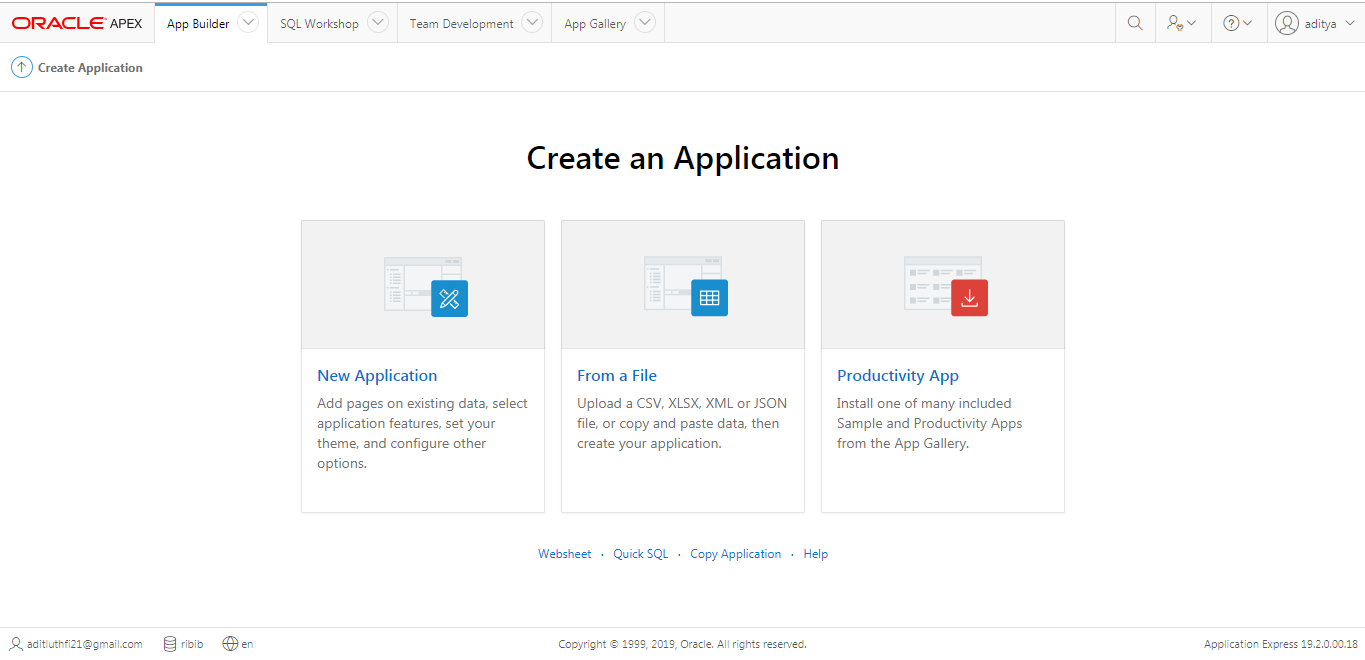 ORACLE APEX App Builder SQL Workshop Team Development App Gallery aditya
Create Application
Create an Application
New Application
Add pages on existing data, select
application features, set your
theme, and configure other
options.
From a File
Upload a CSV, XLSX, XML or JSON
file, or copy and paste data, then
create your application.
Productivity App
Install one of many included
Sample and Productivity Apps
from the App Gallery.
Websheet · Quick SQL · Copy Application · Help
aditluthfi21@gmail.com ribib en Copyright © 1999, 2019, Oracle. All rights reserved. Application Express 19.2.0.00.18